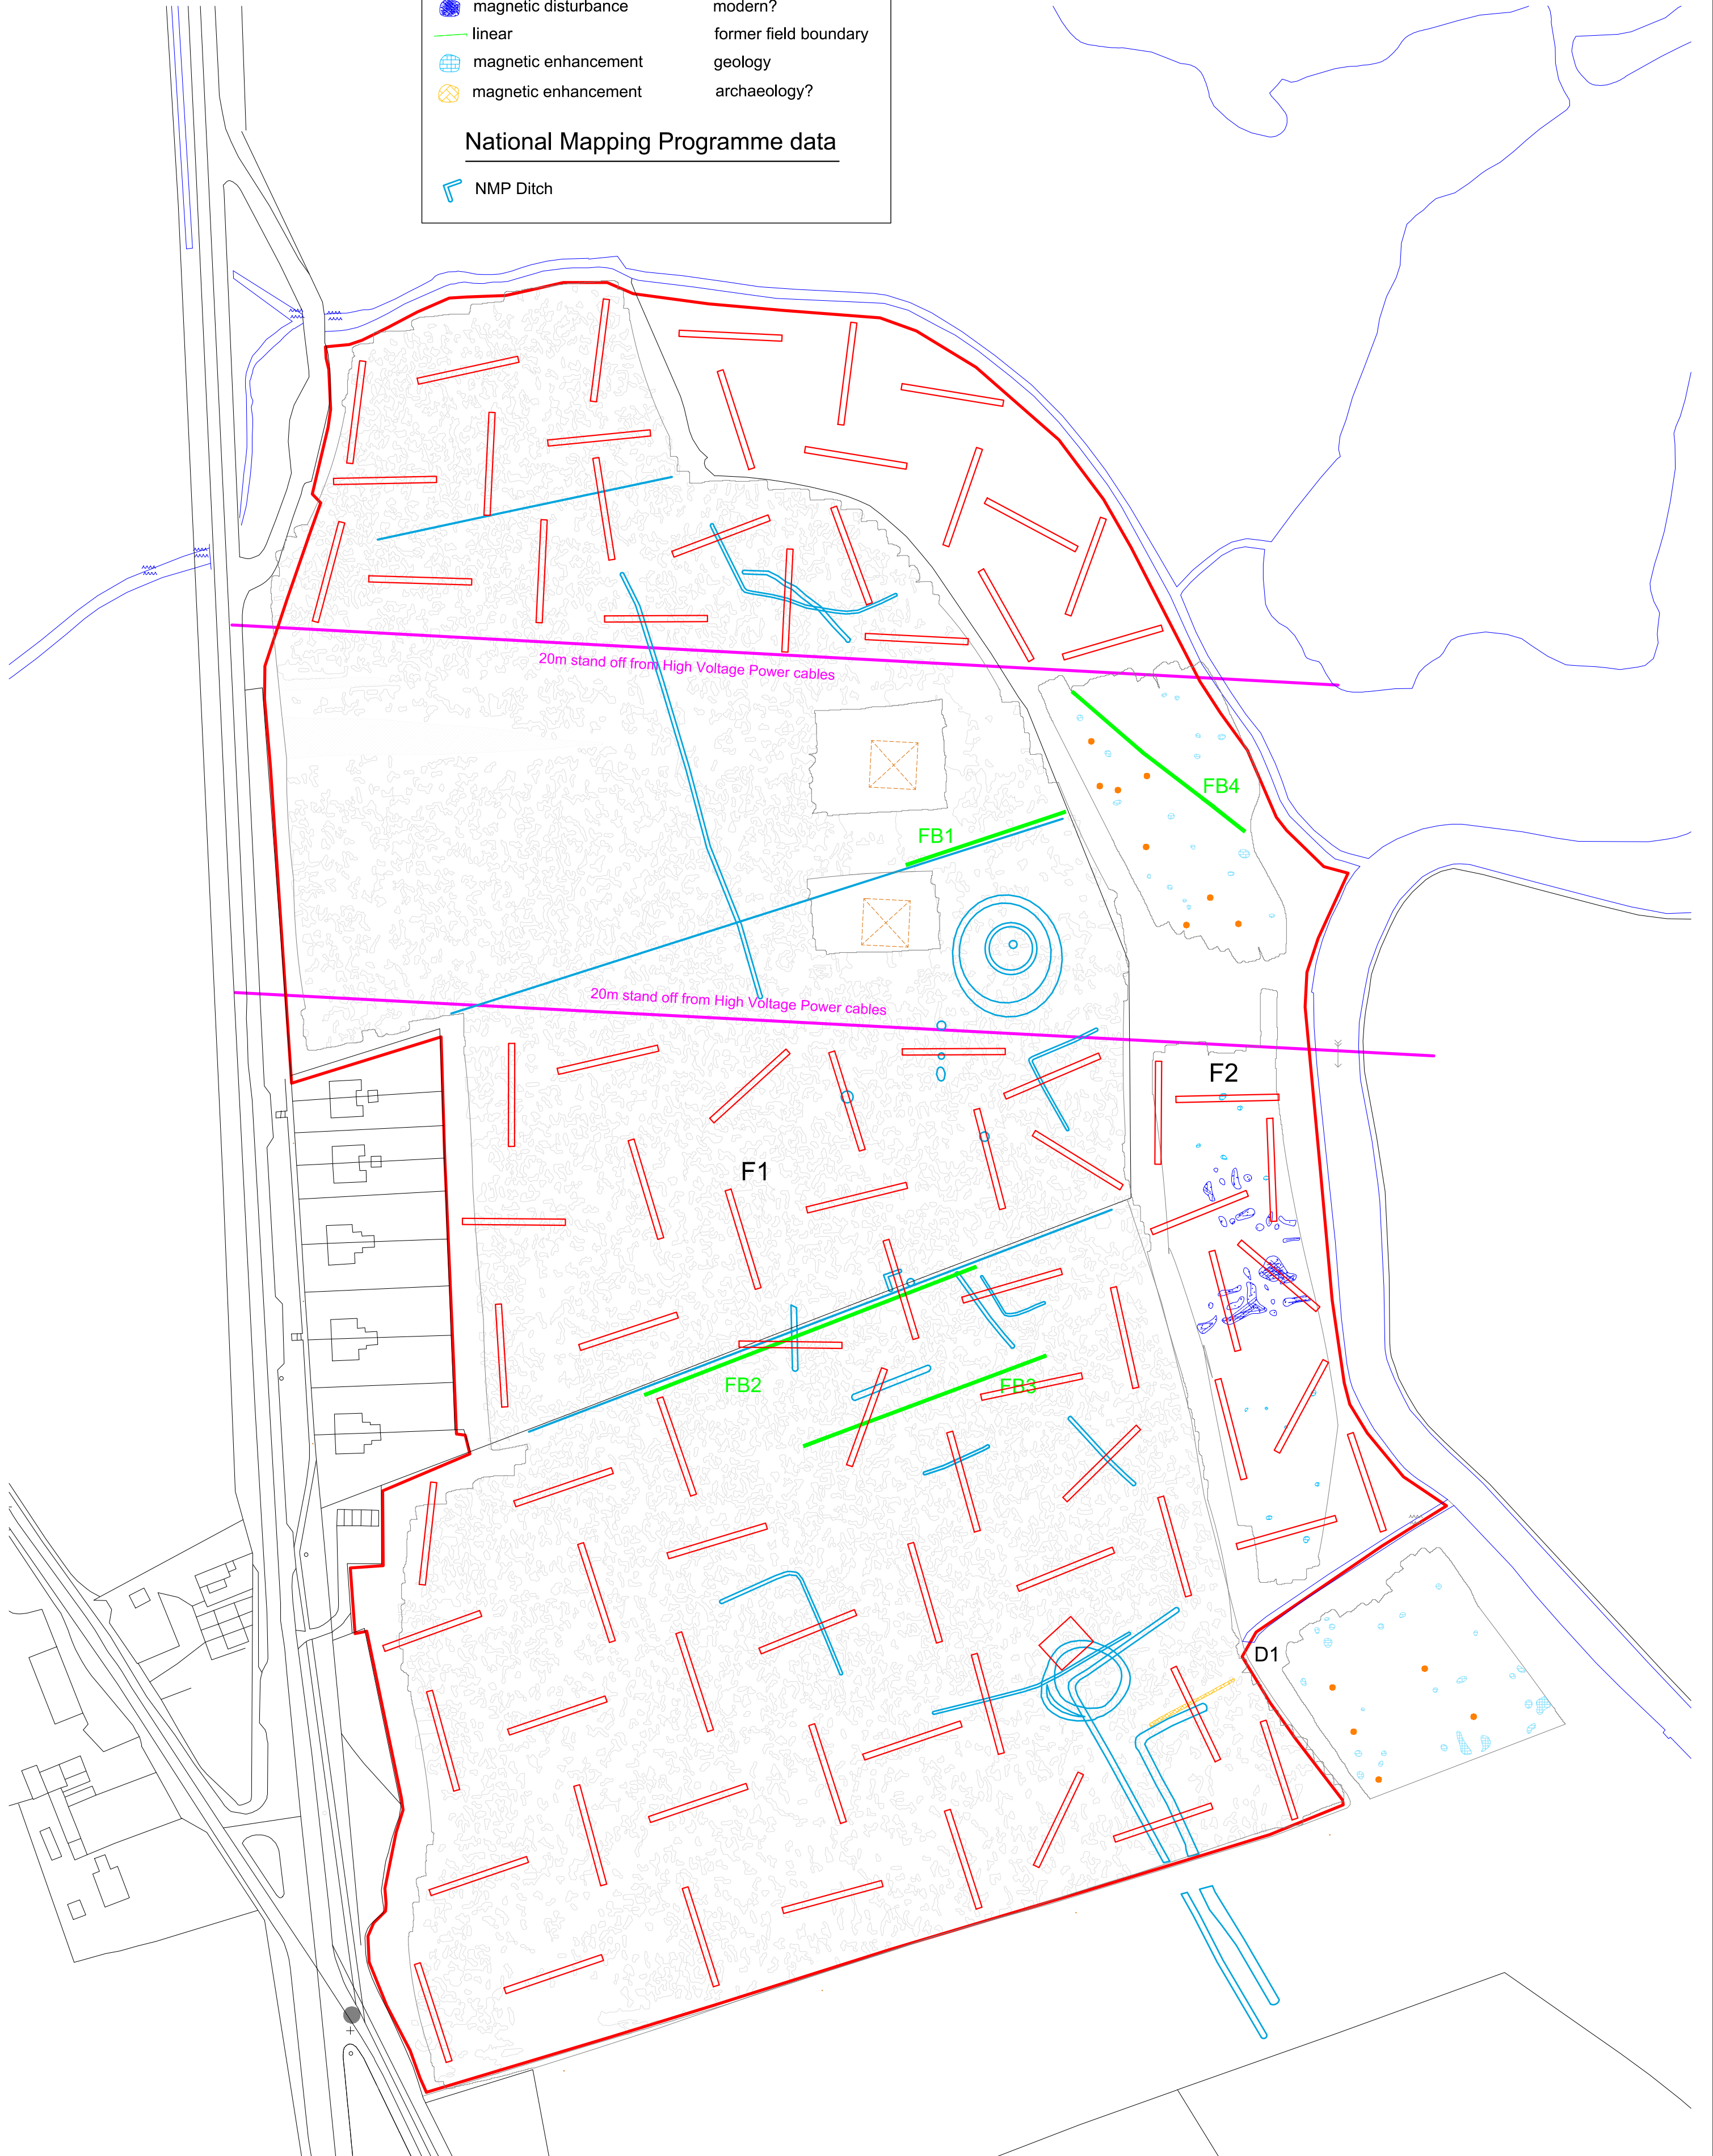 magnetic disturbance modern?
linear former field boundary
magnetic enhancement geology
magnetic enhancement archaeology?
National Mapping Programme data
NMP Ditch
20m stand off from High Voltage Power cables
FB4
FB1
20m stand off from High Voltage Power cables
F2
F1
FB2
FB3
D1